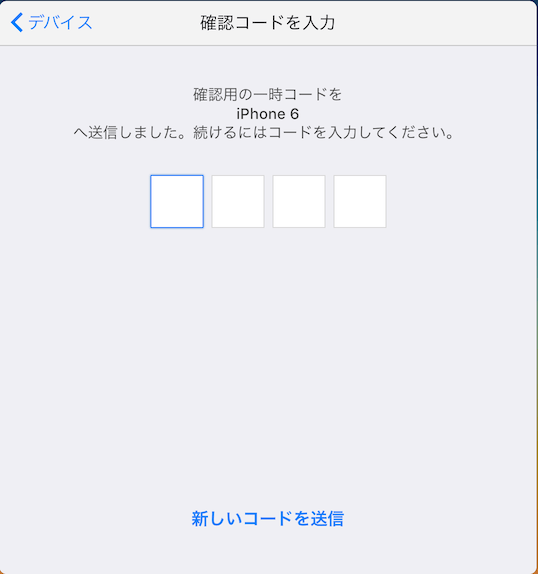 デバイス
確認コードを入力
確認用の一時コードを
iPhone 6
へ送信しました。続けるにはコードを入力してください。
新しいコードを送信